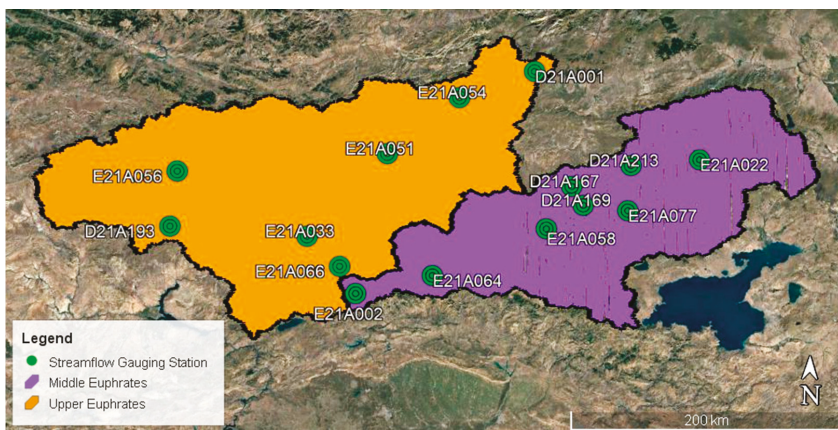 D21A001
E21A054
E21A051
E21A056
D21A213
E21A022
D21A167
D21A169
E21A077
D21A193
E21A033
E21A058
E21A066
E21A064
E21A002
Legend
Streamflow Gauging Station
Middle Euphrates
Upper Euphrates
N
200 km